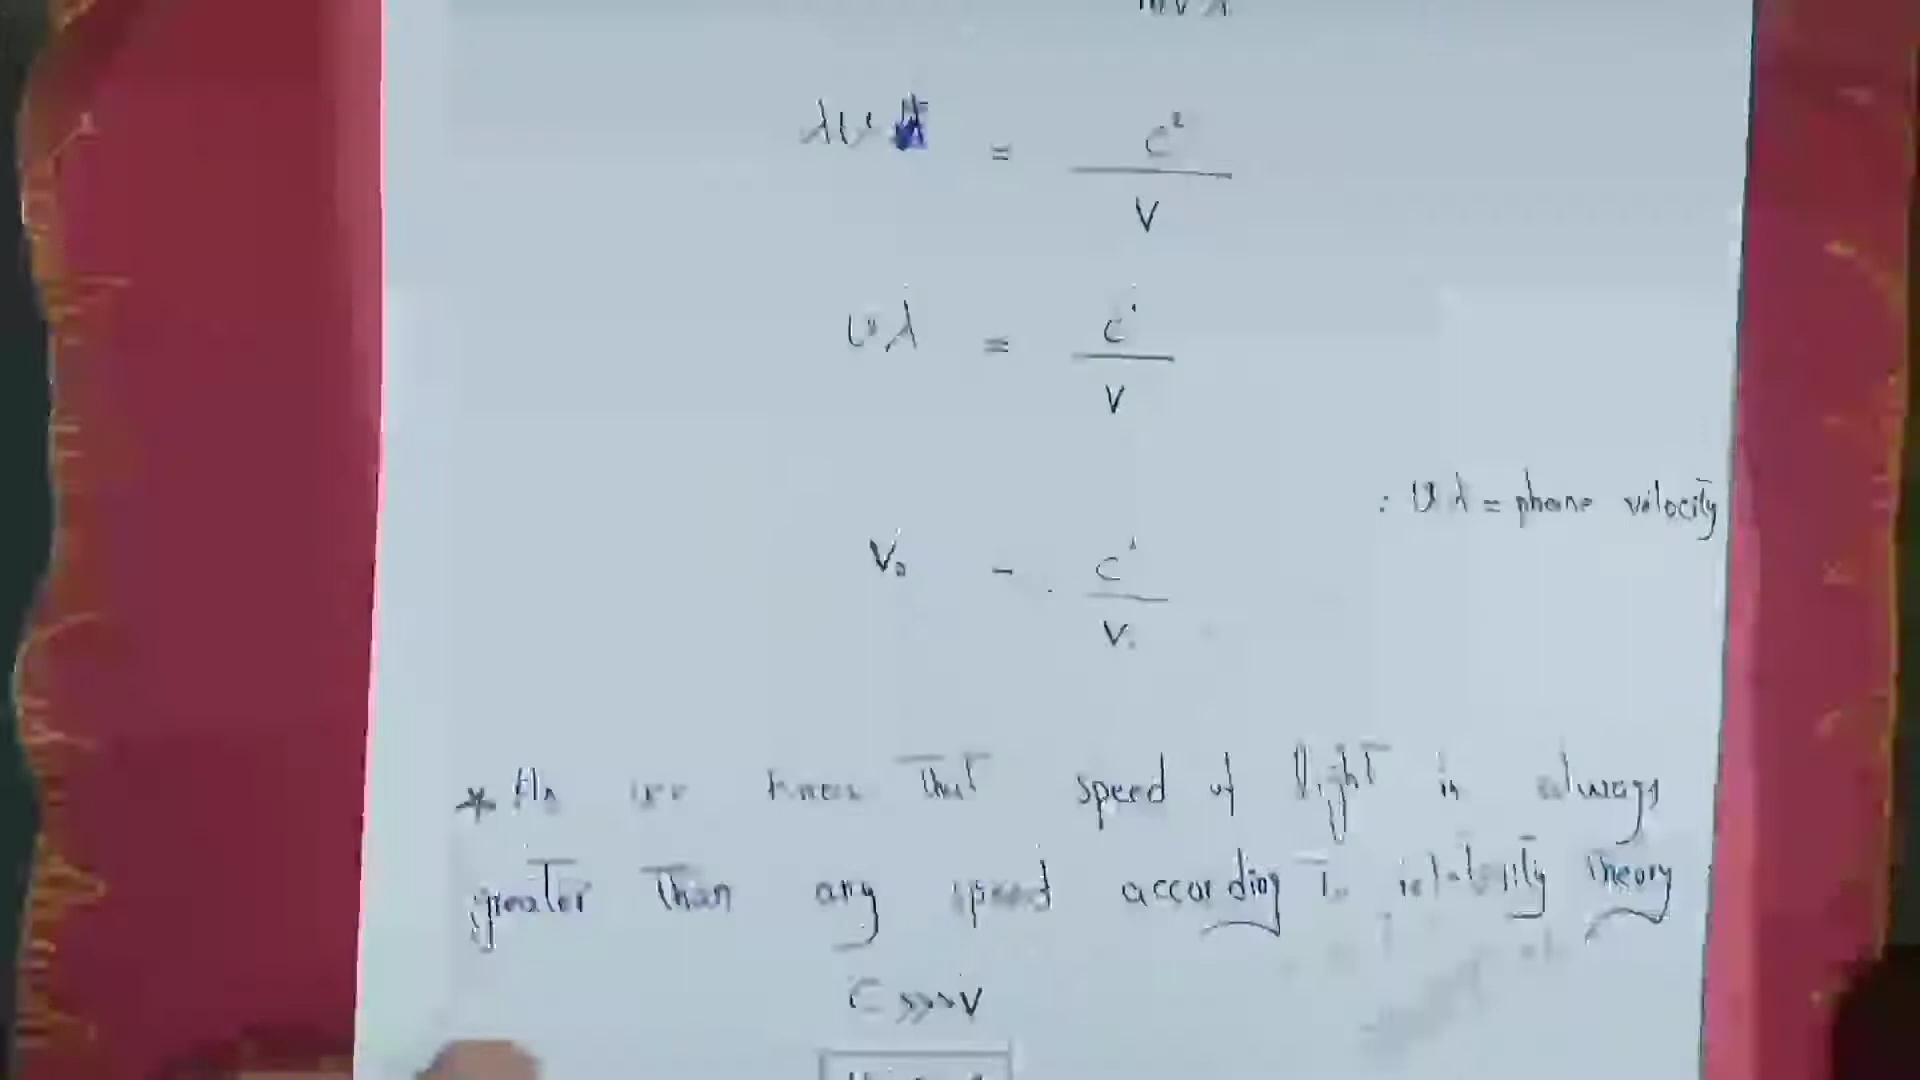 λν = c² / V
νλ = c² / V
: νλ = phase velocity
Vₚ = c² / V
* As we know that speed of light is always
greater than any speed according to relativity theory
C >>> V